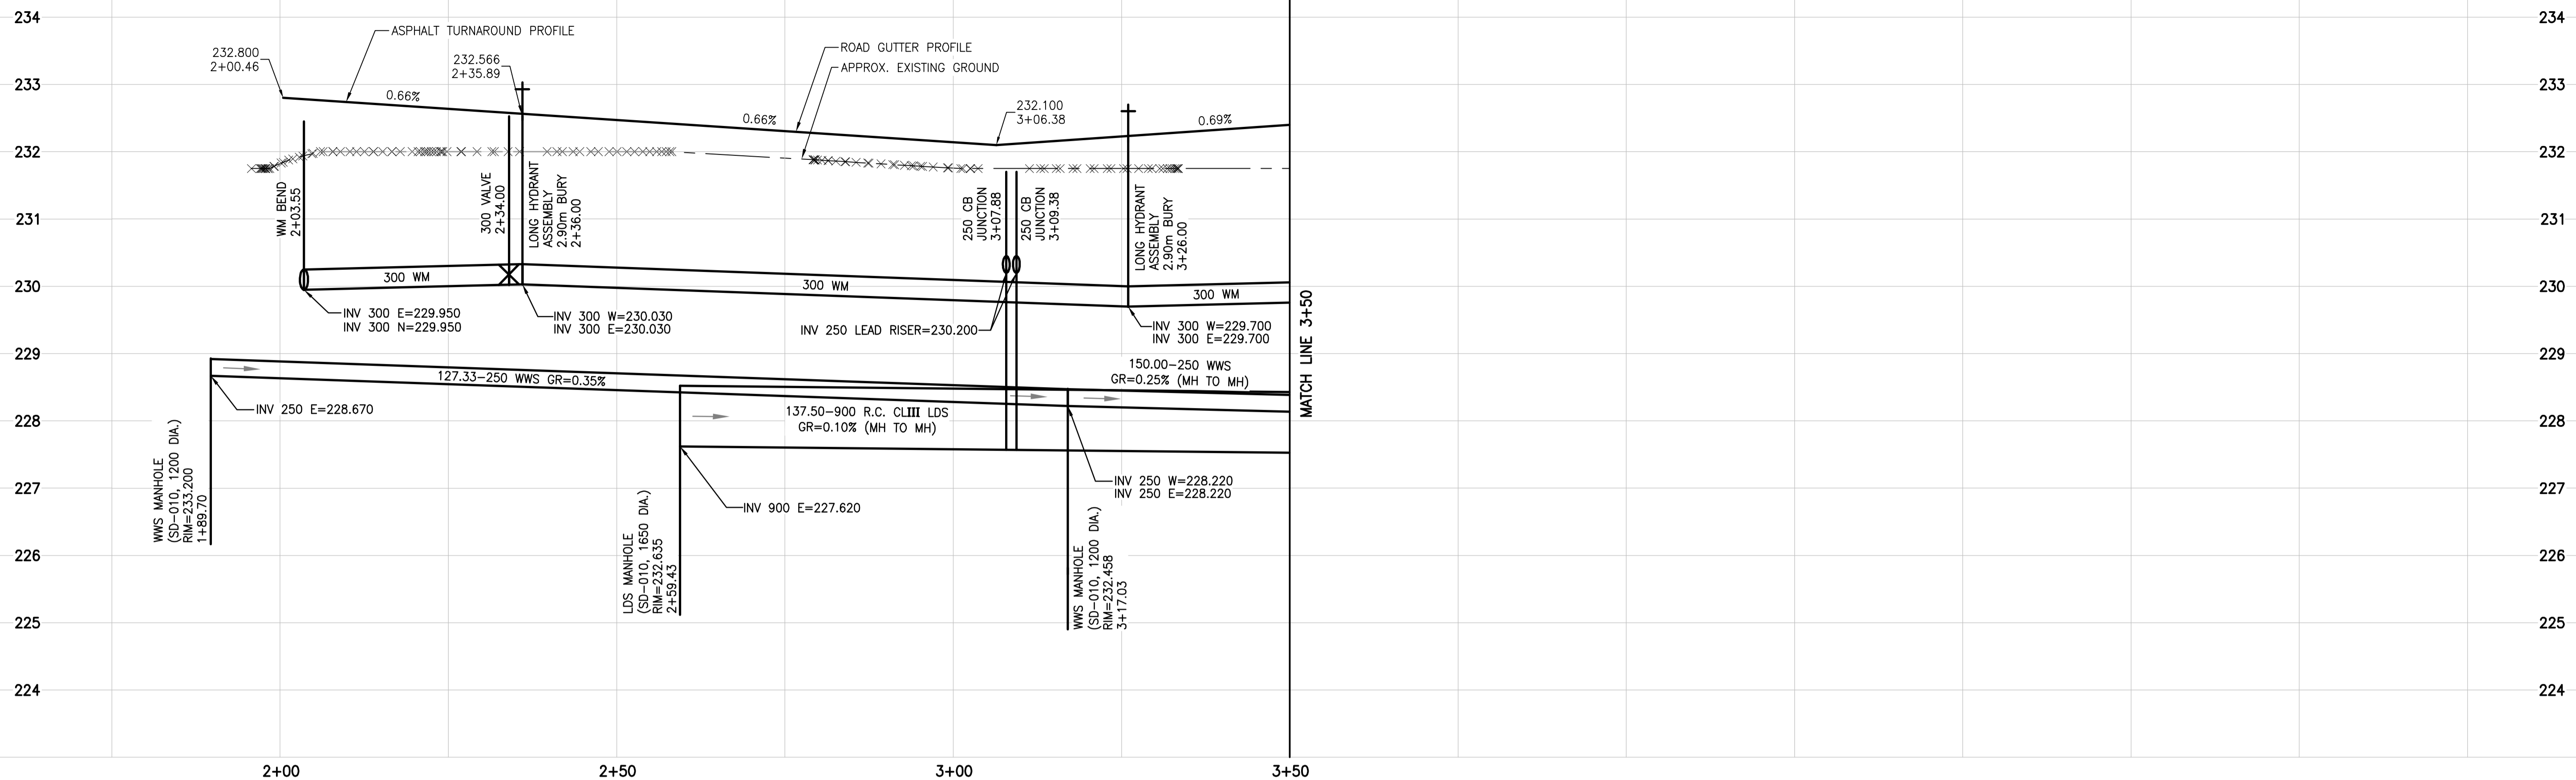 234
233
232
231
230
229
228
227
226
225
224
232.800
2+00.46
ASPHALT TURNAROUND PROFILE
0.66%
232.566
2+35.89
ROAD GUTTER PROFILE
APPROX. EXISTING GROUND
0.66%
232.100
3+06.38
0.69%
WM BEND
2+03.55
300 VALVE
2+34.00
LONG HYDRANT
ASSEMBLY
2.90m BURY
2+36.00
250 CB
JUNCTION
3+07.88
250 CB
JUNCTION
3+09.38
LONG HYDRANT
ASSEMBLY
2.90m BURY
3+26.00
300 WM
300 WM
300 WM
INV 300 E=229.950
INV 300 N=229.950
INV 300 W=230.030
INV 300 E=230.030
INV 250 LEAD RISER=230.200
INV 300 W=229.700
INV 300 E=229.700
127.33-250 WWS GR=0.35%
150.00-250 WWS
GR=0.25% (MH TO MH)
INV 250 E=228.670
137.50-900 R.C. CLIII LDS
GR=0.10% (MH TO MH)
INV 900 E=227.620
INV 250 W=228.220
INV 250 E=228.220
WWS MANHOLE
(SD-010, 1200 DIA.)
RIM=233.200
1+89.70
LDS MANHOLE
(SD-010, 1650 DIA.)
RIM=232.635
2+59.43
WWS MANHOLE
(SD-010, 1200 DIA.)
RIM=232.458
3+17.03
MATCH LINE 3+50
234
233
232
231
230
229
228
227
226
225
224
2+00
2+50
3+00
3+50